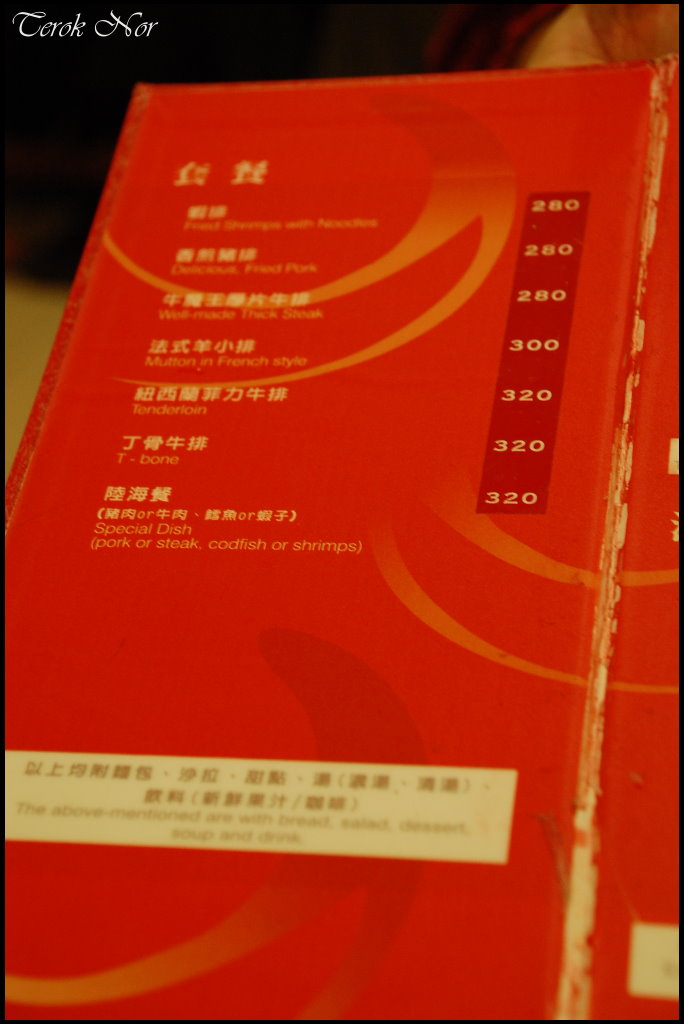 Terok Nor
套餐
蝦排 280
Fried Shrimps with Noodles
香煎豬排 280
Delicious, Fried Pork
牛魔王厚片牛排 280
Well-made Thick Steak
法式羊小排 300
Mutton in French style
紐西蘭菲力牛排 320
Tenderloin
丁骨牛排 320
T - bone
陸海餐 320
(豬肉or牛肉、鱈魚or蝦子)
Special Dish
(pork or steak, codfish or shrimps)
以上均附麵包、沙拉、甜點、湯(濃湯、清湯)、
飲料(新鮮果汁/咖啡)
The above-mentioned are with bread, salad, dessert,
soup and drink.